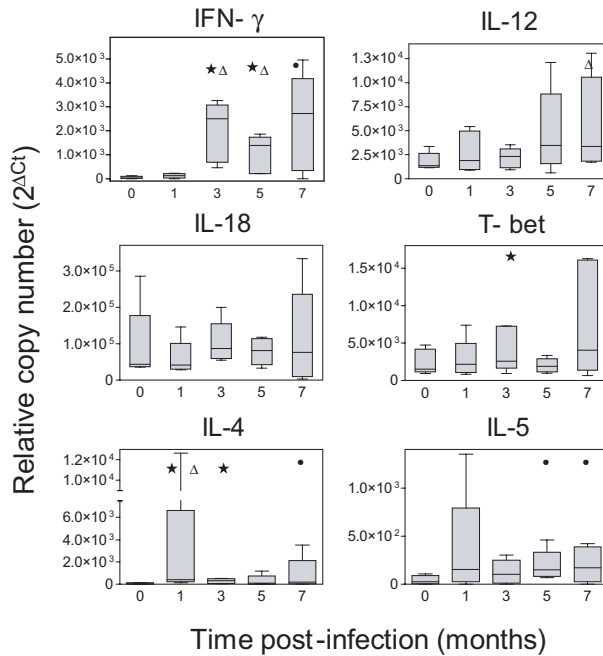 IFN- γ
IL-12
5.0×10³
4.0×10³
3.0×10³
2.0×10³
1.0×10³
0
★ Δ
★ Δ
•
0 1 3 5 7
1.3×10⁴
1.0×10⁴
7.5×10³
5.0×10³
2.5×10³
0
Δ
0 1 3 5 7
IL-18
T- bet
3.0×10⁵
2.0×10⁵
1.0×10⁵
0
0 1 3 5 7
1.5×10⁴
1.0×10⁴
5.0×10³
0
★
0 1 3 5 7
IL-4
IL-5
1.2×10⁴
1.0×10⁴
6.0×10³
4.0×10³
2.0×10³
0
★ Δ ★ •
0 1 3 5 7
1.0×10³
5.0×10²
0
• •
0 1 3 5 7
Relative copy number (2^ΔCt)
Time post-infection (months)